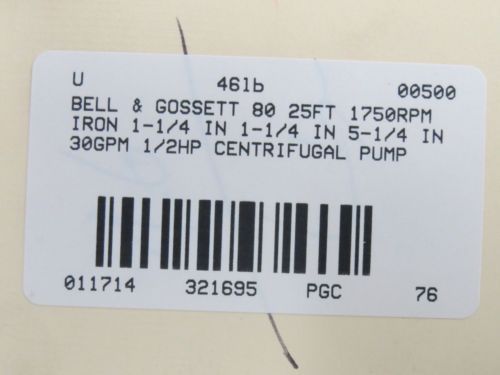 U 46lb 00500
BELL & GOSSETT 80 25FT 1750RPM
IRON 1-1/4 IN 1-1/4 IN 5-1/4 IN
30GPM 1/2HP CENTRIFUGAL PUMP
011714 321695 PGC 76